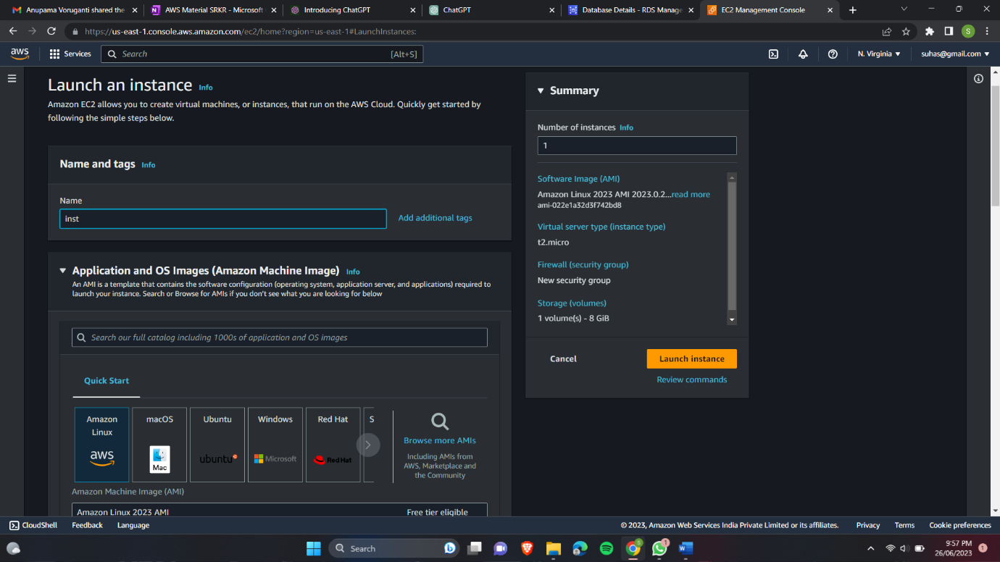 Anupama Voruganti shared the
AWS Material SRKR - Microsoft
Introducing ChatGPT
ChatGPT
Database Details - RDS Manage
EC2 Management Console
https://us-east-1.console.aws.amazon.com/ec2/home?region=us-east-1#LaunchInstances:
S
aws
Services
Search
[Alt+S]
N. Virginia
suhas@gmail.com
Launch an instance Info
Amazon EC2 allows you to create virtual machines, or instances, that run on the AWS Cloud. Quickly get started by
following the simple steps below.
Name and tags Info
Name
inst
Add additional tags
Application and OS Images (Amazon Machine Image) Info
An AMI is a template that contains the software configuration (operating system, application server, and applications) required to
launch your instance. Search or Browse for AMIs if you don't see what you are looking for below
Search our full catalog including 1000s of application and OS images
Quick Start
Amazon
Linux
aws
macOS
Mac
Ubuntu
ubuntu
Windows
Microsoft
Red Hat
Red Hat
S
Browse more AMIs
Including AMIs from
AWS, Marketplace and
the Community
Amazon Machine Image (AMI)
Amazon Linux 2023 AMI
Free tier eligible
Summary
Number of instances Info
1
Software Image (AMI)
Amazon Linux 2023 AMI 2023.0.2...read more
ami-022e1a32d3f742bd8
Virtual server type (instance type)
t2.micro
Firewall (security group)
New security group
Storage (volumes)
1 volume(s) - 8 GiB
Cancel
Launch instance
Review commands
CloudShell
Feedback
Language
© 2023, Amazon Web Services India Private Limited or its affiliates.
Privacy
Terms
Cookie preferences
Search
S
1
9:57 PM
26/06/2023
1